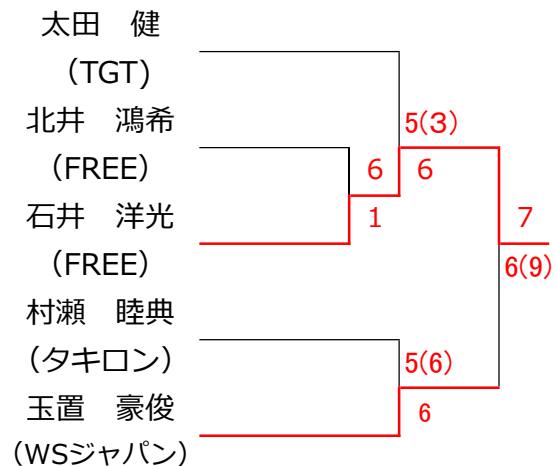 太田　健
（TGT)
北井　鴻希
（FREE）
石井　洋光
（FREE）
村瀬　睦典
（タキロン）
玉置　豪俊
（WSジャパン）
5(３)
6 6
1
7
6(9)
5(6)
6